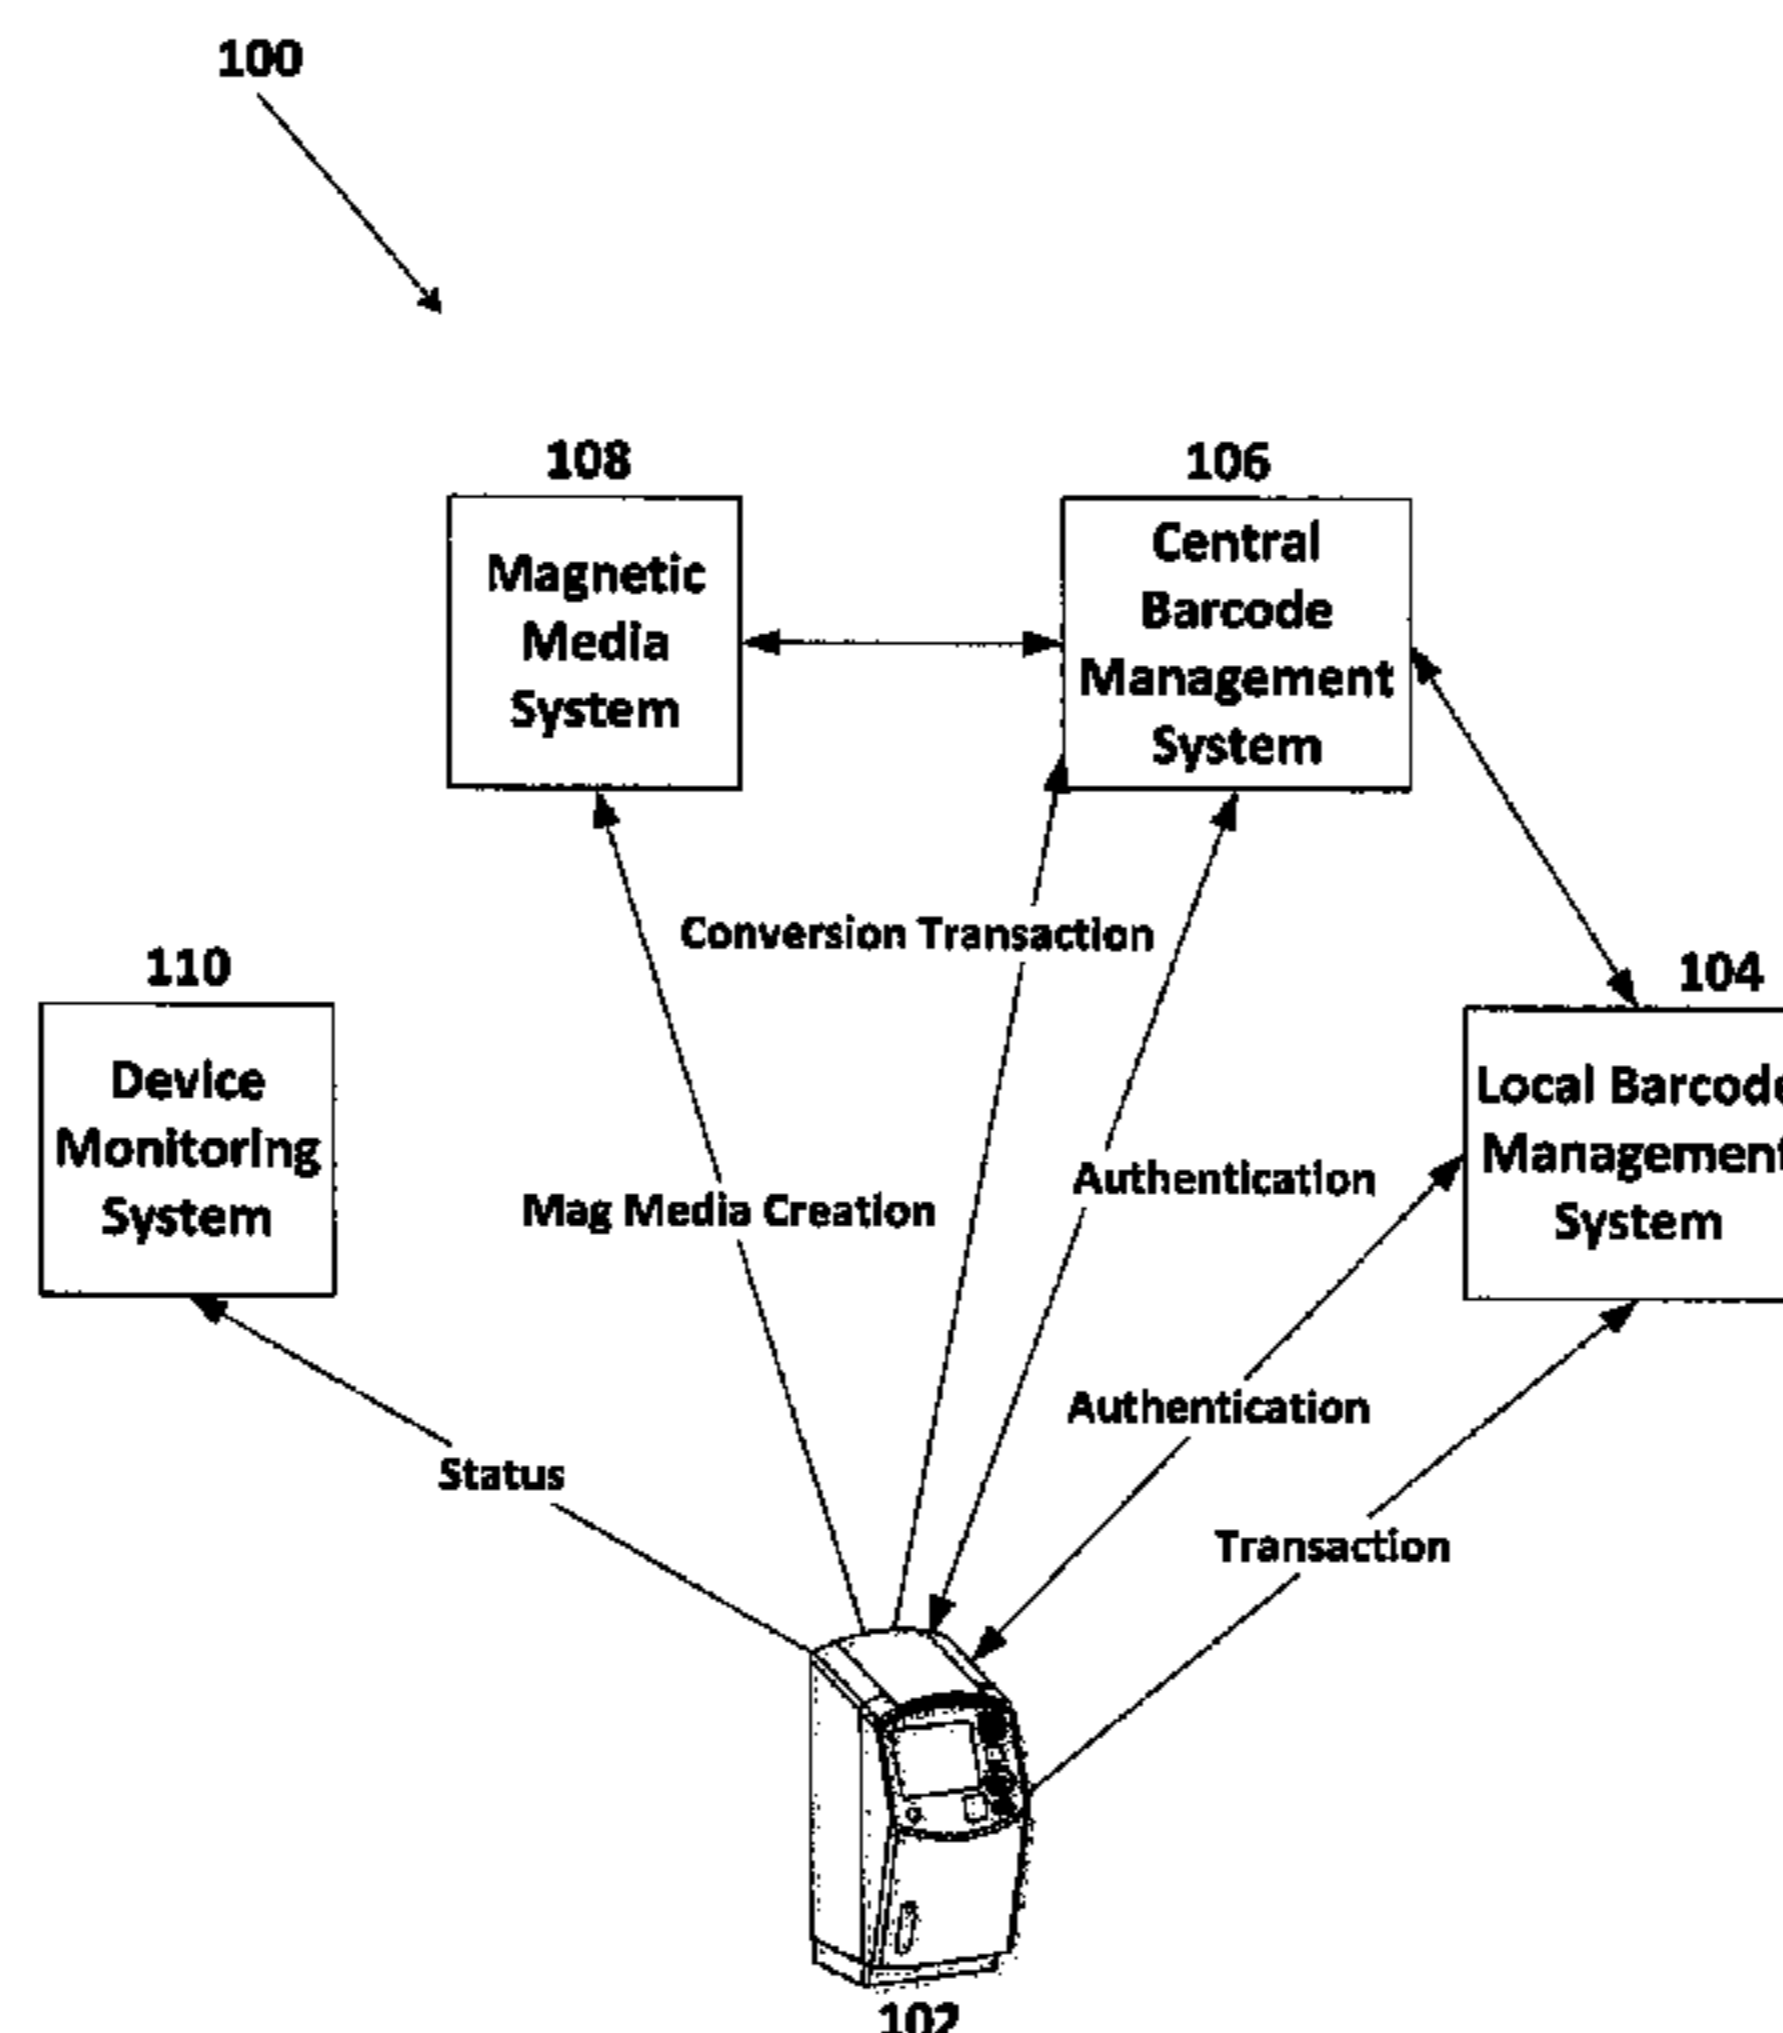 100
108
106
Magnetic
Media
System
Central
Barcode
Management
System
Conversion Transaction
110
104
Device
Monitoring
System
Local Barcode
Management
System
Authentication
Mag Media Creation
Authentication
Status
Transaction
102